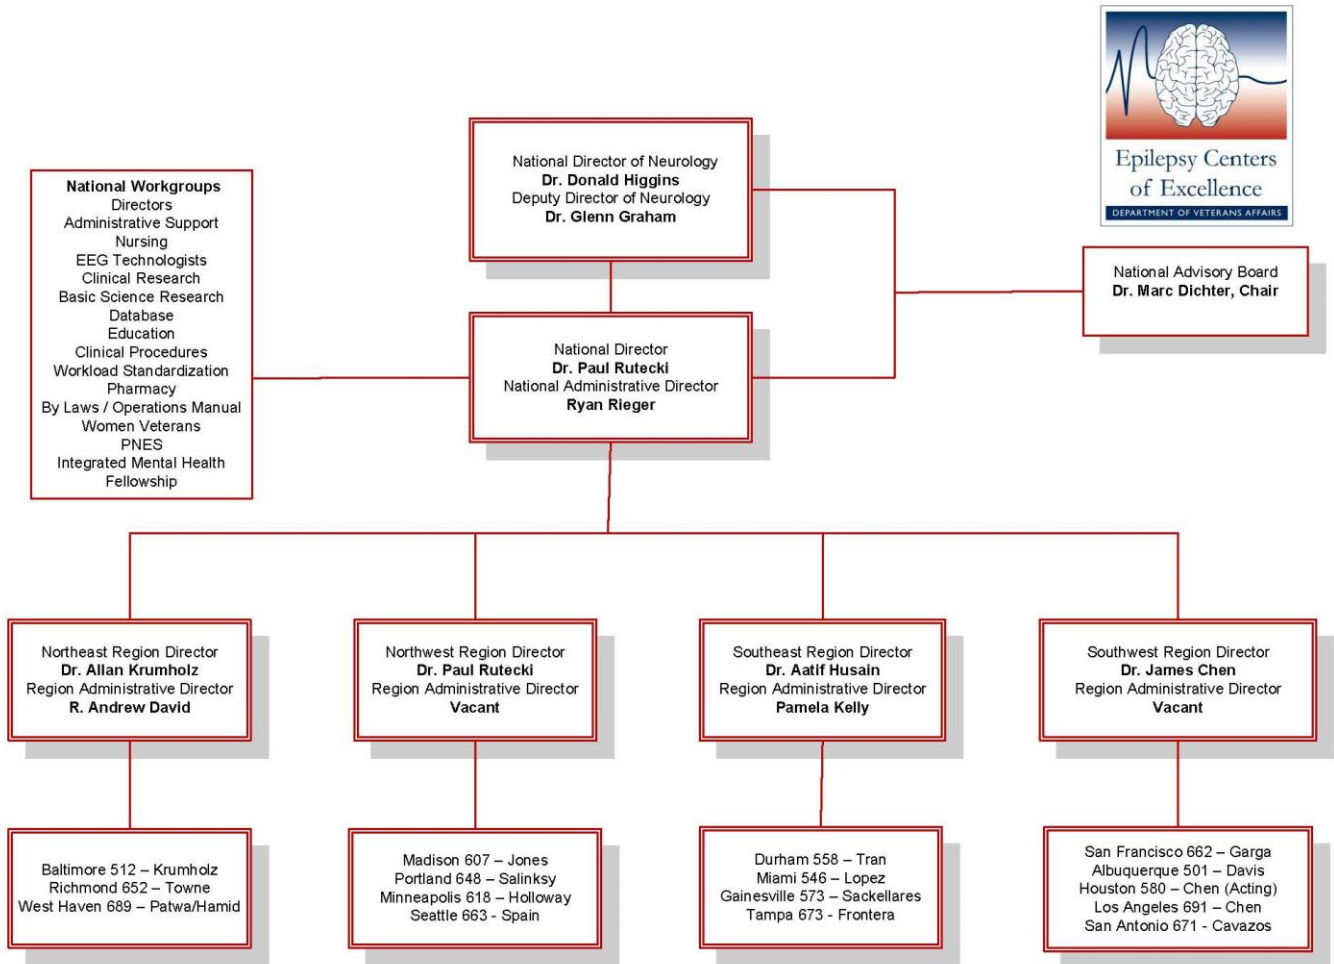 Epilepsy Centers
of Excellence
DEPARTMENT OF VETERANS AFFAIRS
National Director of Neurology
Dr. Donald Higgins
Deputy Director of Neurology
Dr. Glenn Graham
National Workgroups
Directors
Administrative Support
Nursing
EEG Technologists
Clinical Research
Basic Science Research
Database
Education
Clinical Procedures
Workload Standardization
Pharmacy
By Laws / Operations Manual
Women Veterans
PNES
Integrated Mental Health
Fellowship
National Advisory Board
Dr. Marc Dichter, Chair
National Director
Dr. Paul Rutecki
National Administrative Director
Ryan Rieger
Northeast Region Director
Dr. Allan Krumholz
Region Administrative Director
R. Andrew David
Northwest Region Director
Dr. Paul Rutecki
Region Administrative Director
Vacant
Southeast Region Director
Dr. Aatif Husain
Region Administrative Director
Pamela Kelly
Southwest Region Director
Dr. James Chen
Region Administrative Director
Vacant
Baltimore 512 – Krumholz
Richmond 652 – Towne
West Haven 689 – Patwa/Hamid
Madison 607 – Jones
Portland 648 – Salinksy
Minneapolis 618 – Holloway
Seattle 663 - Spain
Durham 558 – Tran
Miami 546 – Lopez
Gainesville 573 – Sackellares
Tampa 673 - Frontera
San Francisco 662 – Garga
Albuquerque 501 – Davis
Houston 580 – Chen (Acting)
Los Angeles 691 – Chen
San Antonio 671 - Cavazos